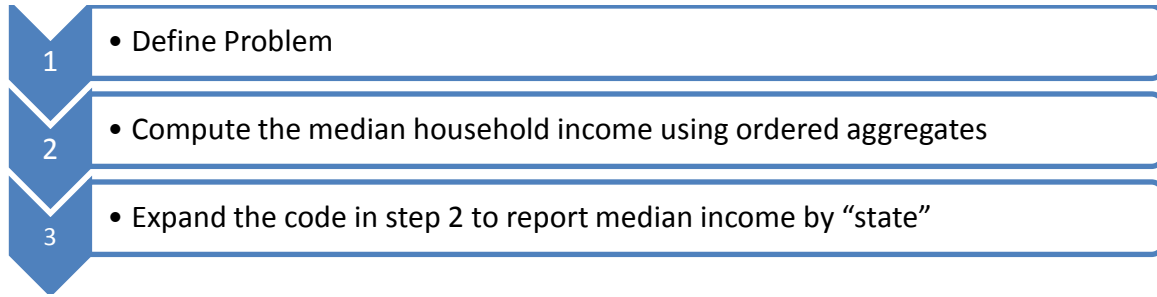 1
• Define Problem
2
• Compute the median household income using ordered aggregates
3
• Expand the code in step 2 to report median income by “state”